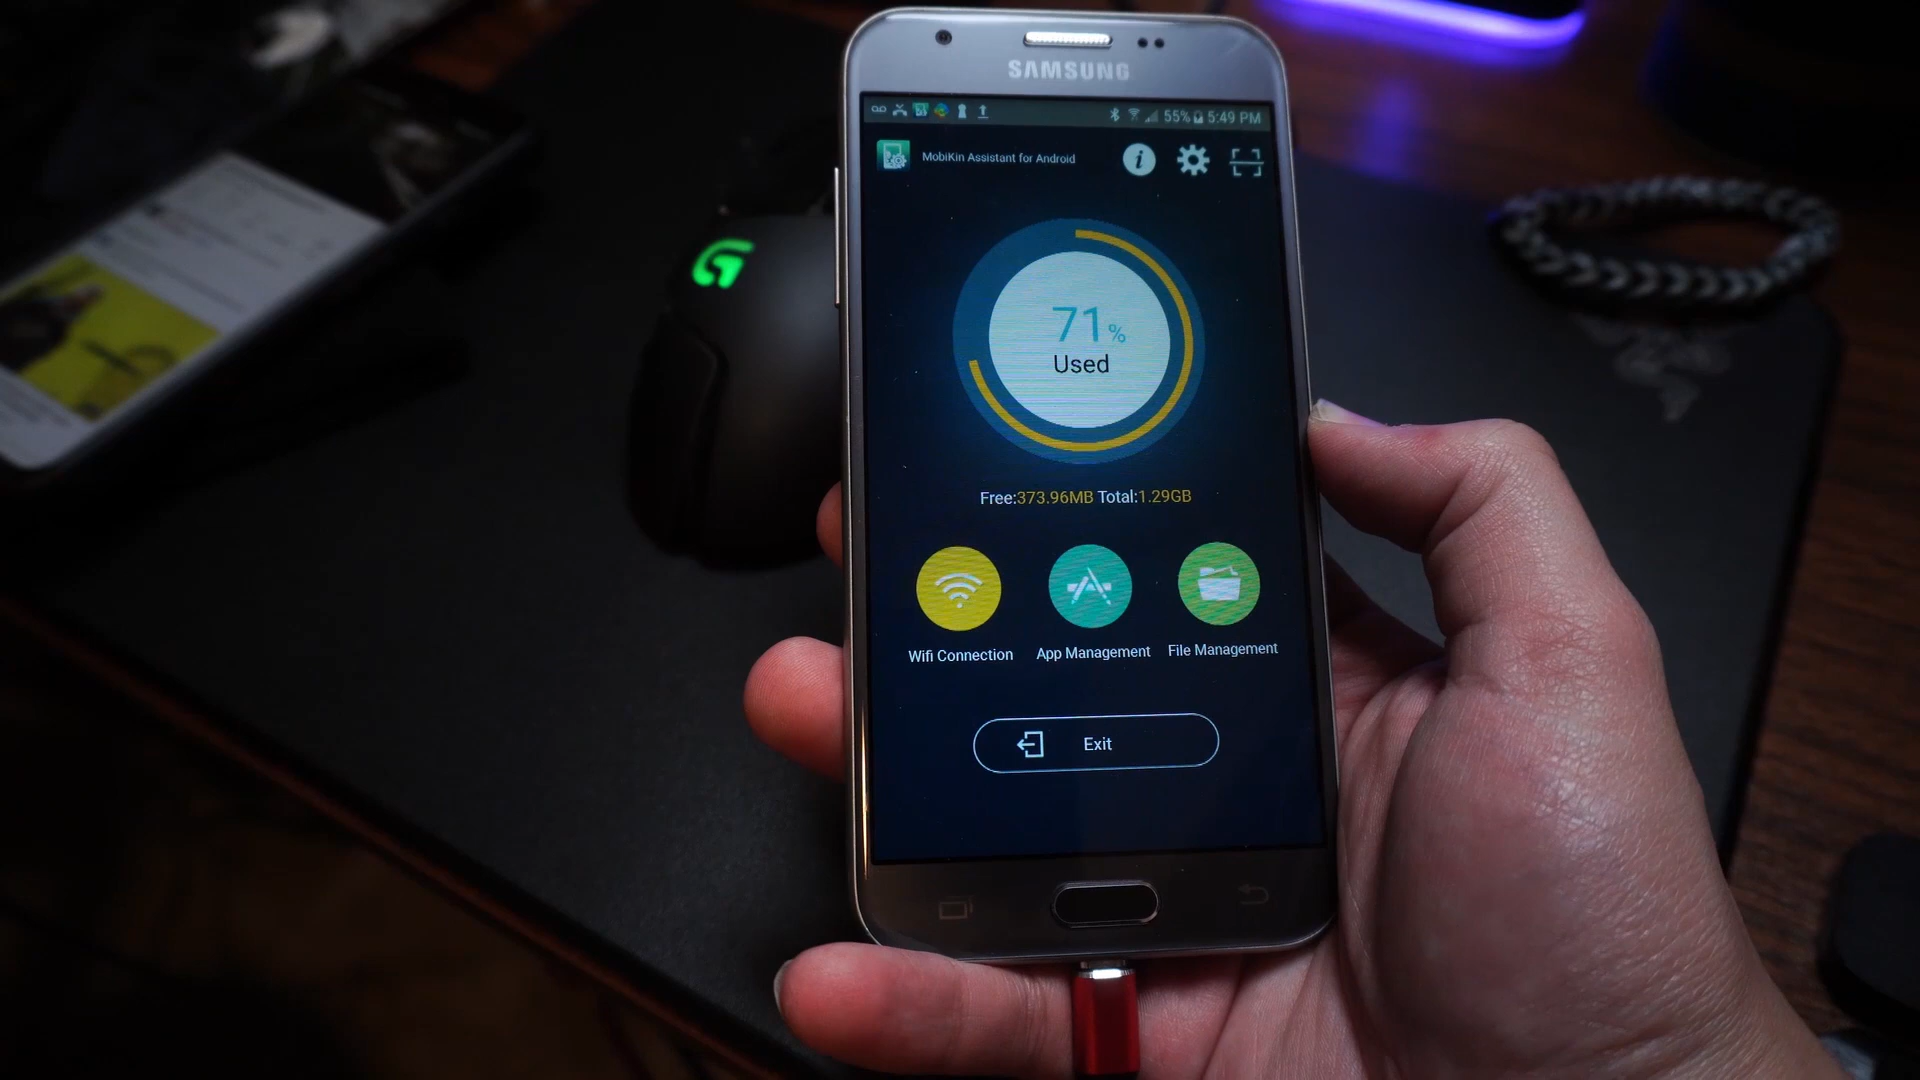 SAMSUNG
55% 5:49 PM
MobiKin Assistant for Android
71%
Used
Free:373.96MB Total:1.29GB
Wifi Connection App Management File Management
Exit